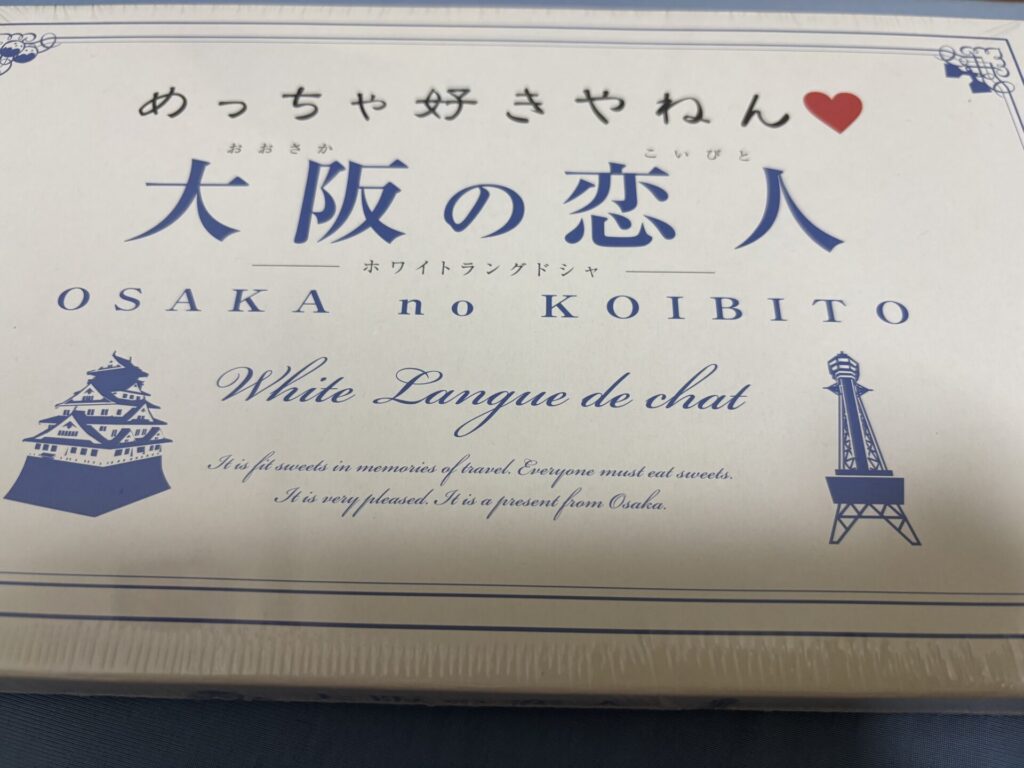 めっちゃ好きやねん
おおさか こいびと
大阪の恋人
ホワイトラングドシャ
OSAKA no KOIBITO
White Langue de chat
It is fit sweets in memories of travel. Everyone must eat sweets.
It is very pleased. It is a present from Osaka.